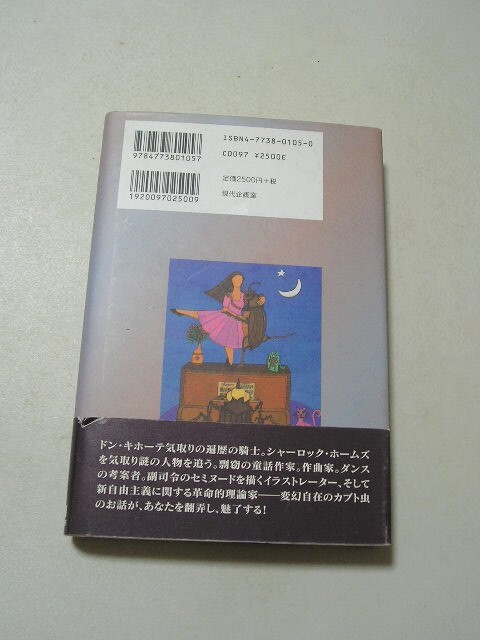 ISBN4-7738-0105-0
C0097 ¥2500E
9784773801057
定価2500円+税
現代企画室
1920097025009
ドン・キホーテ気取りの遍歴の騎士。シャーロック・ホームズ
を気取り謎の人物を追う。剽窃の童話作家。作曲家。ダンス
の考案者。副司令のセミヌードを描くイラストレーター、そして
新自由主義に関する革命的理論家──変幻自在のカブト虫
のお話が、あなたを翻弄し、魅了する!